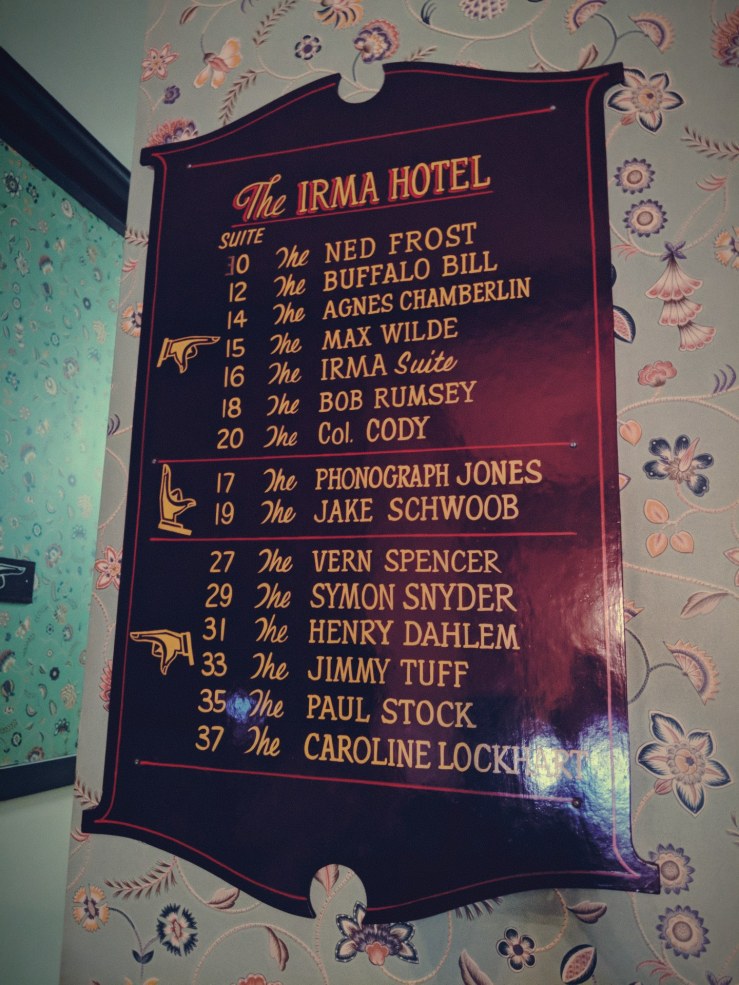 The IRMA HOTEL
SUITE
10 The NED FROST
12 The BUFFALO BILL
14 The AGNES CHAMBERLIN
15 The MAX WILDE
16 The IRMA Suite
18 The BOB RUMSEY
20 The Col. CODY
17 The PHONOGRAPH JONES
19 The JAKE SCHWOOB
27 The VERN SPENCER
29 The SYMON SNYDER
31 The HENRY DAHLEM
33 The JIMMY TUFF
35 The PAUL STOCK
37 The CAROLINE LOCKHART